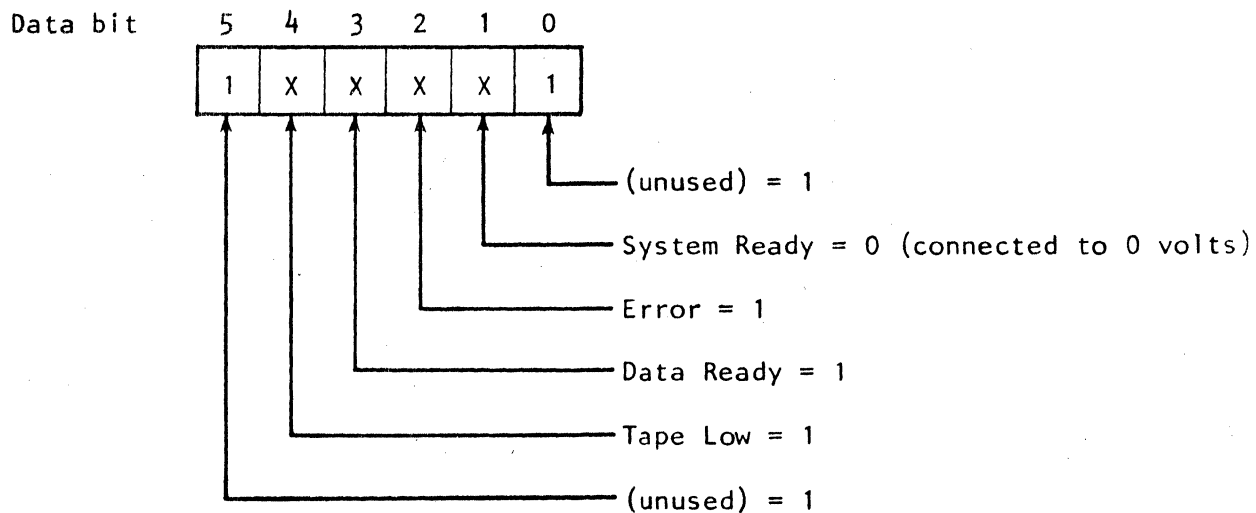 Data bit 5 4 3 2 1 0
1 X X X X 1
(unused) = 1
System Ready = 0 (connected to 0 volts)
Error = 1
Data Ready = 1
Tape Low = 1
(unused) = 1